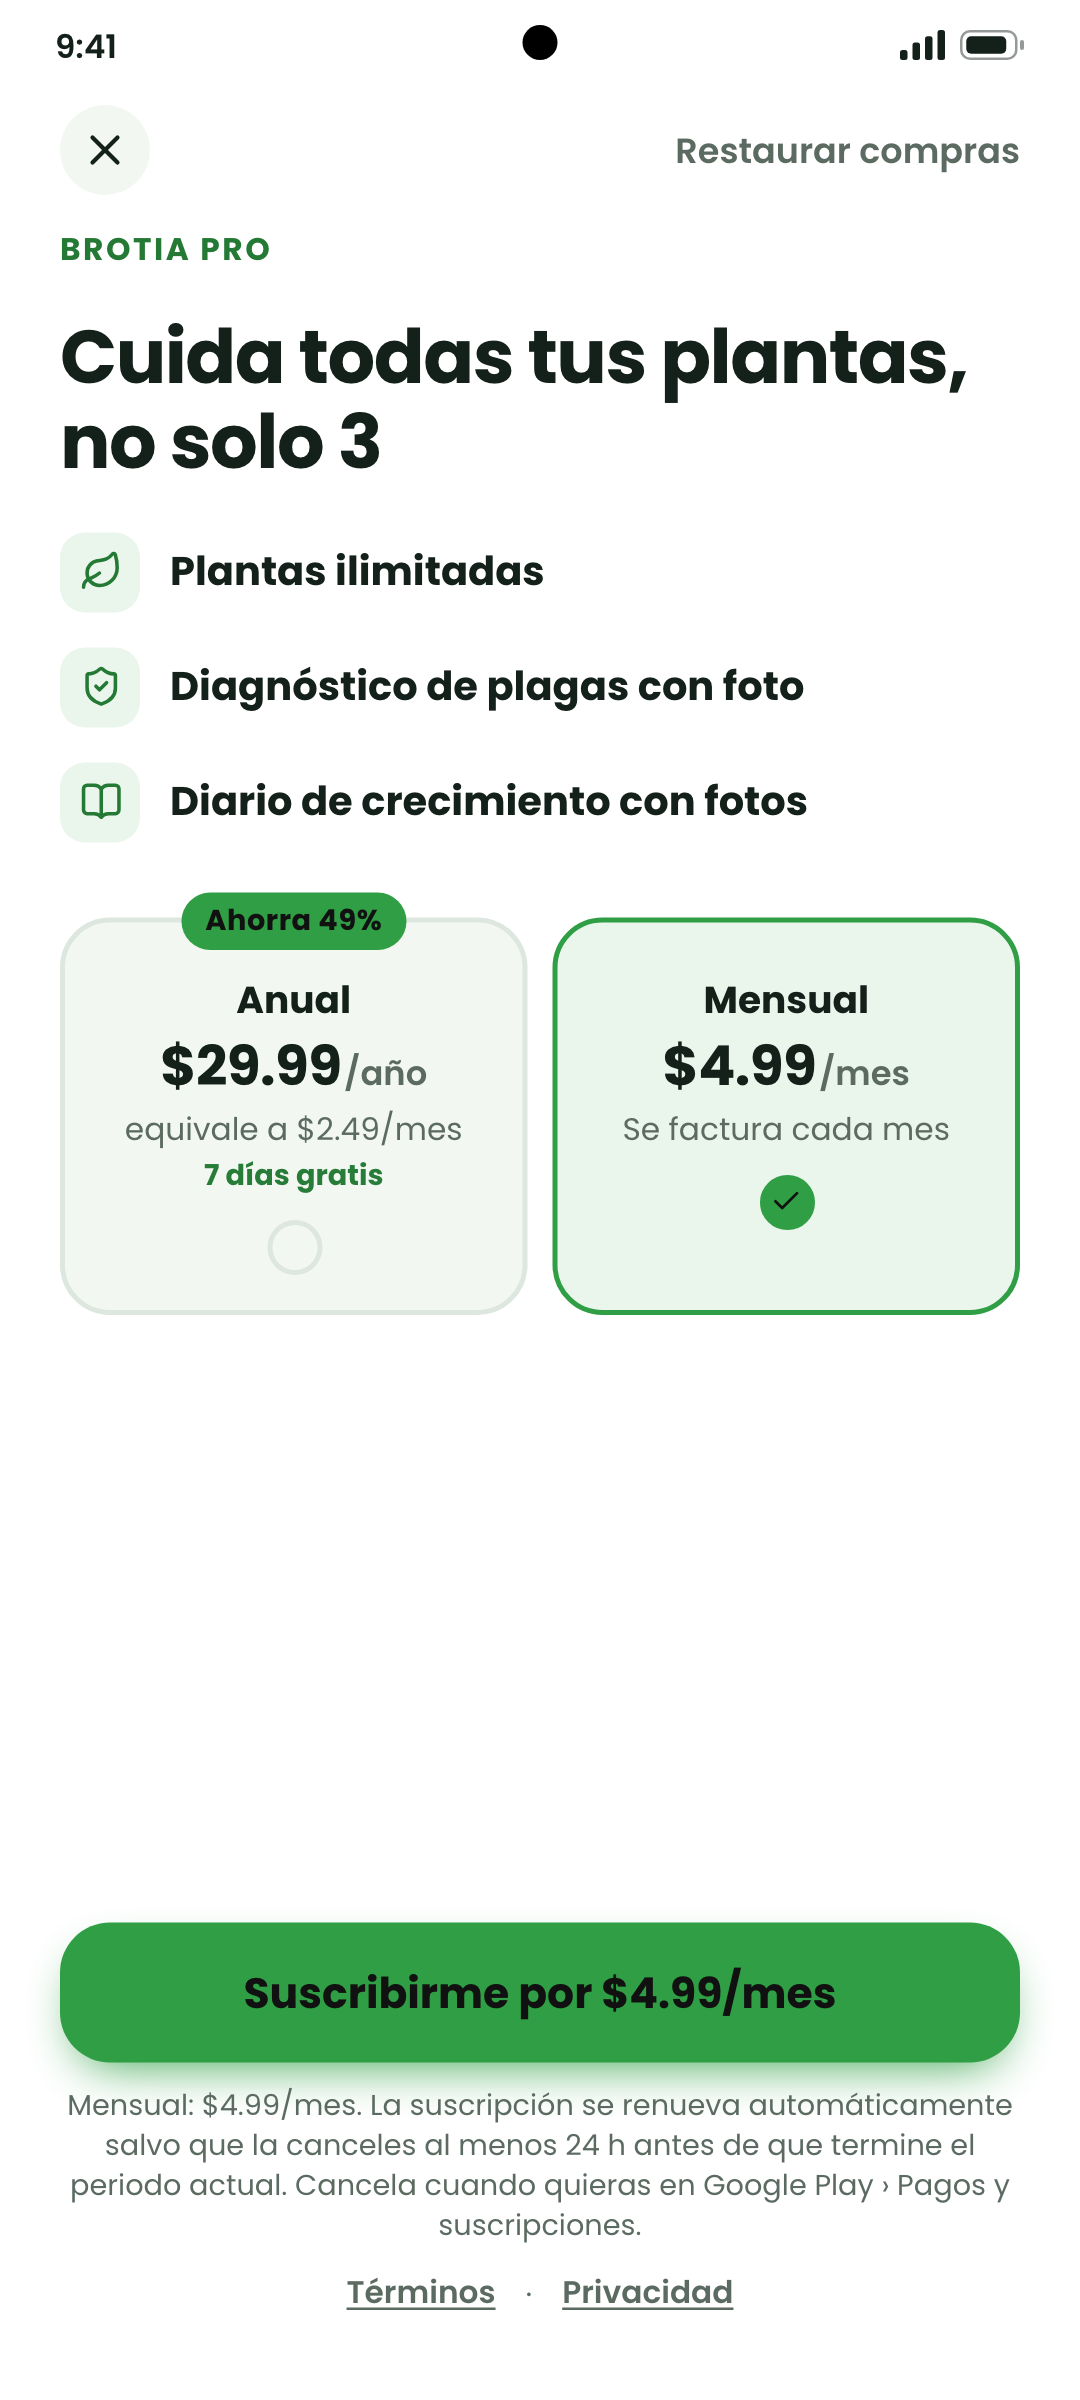 9:41
Restaurar compras
BROTIA PRO
Cuida todas tus plantas,
no solo 3
Plantas ilimitadas
Diagnóstico de plagas con foto
Diario de crecimiento con fotos
Ahorra 49%
Anual
$29.99/año
equivale a $2.49/mes
7 días gratis
Mensual
$4.99/mes
Se factura cada mes
Suscribirme por $4.99/mes
Mensual: $4.99/mes. La suscripción se renueva automáticamente
salvo que la canceles al menos 24 h antes de que termine el
periodo actual. Cancela cuando quieras en Google Play › Pagos y
suscripciones.
Términos · Privacidad